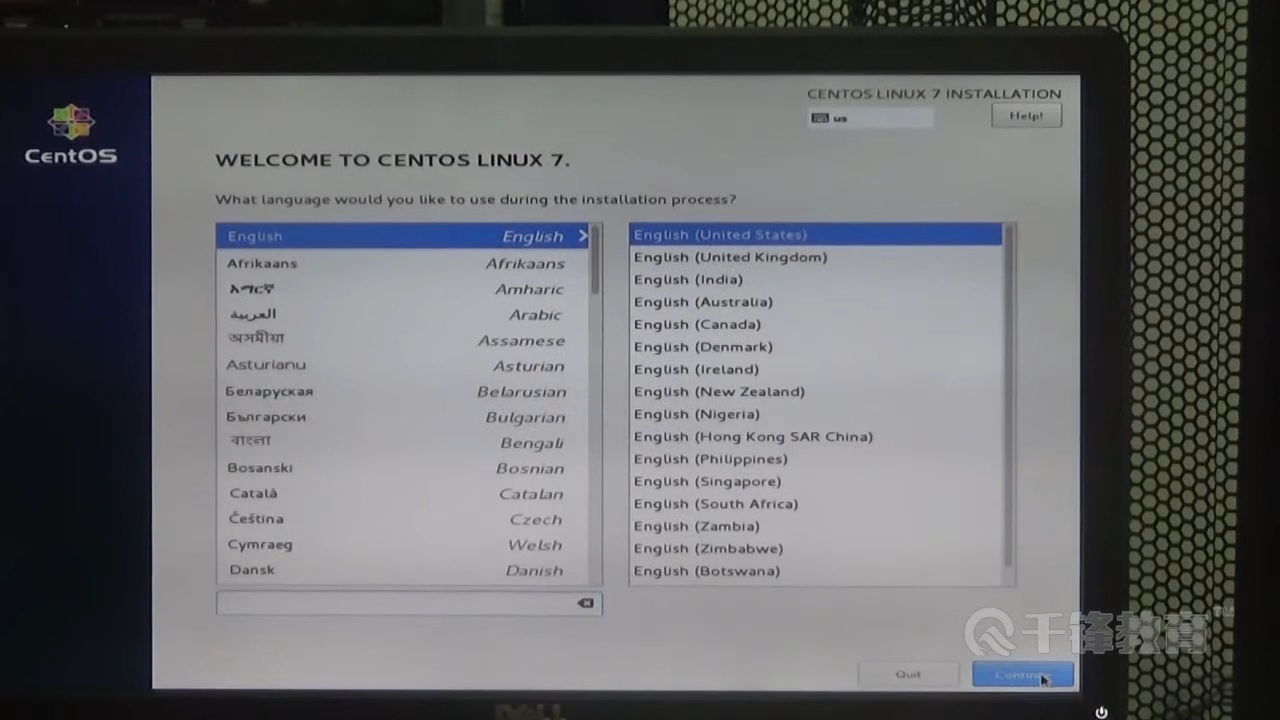 CENTOS LINUX 7 INSTALLATION
us
Help!
CentOS
WELCOME TO CENTOS LINUX 7.
What language would you like to use during the installation process?
English English
Afrikaans Afrikaans
አማርኛ Amharic
العربية Arabic
অসমীয়া Assamese
Asturianu Asturian
Беларуская Belarusian
Български Bulgarian
বাংলা Bengali
Bosanski Bosnian
Català Catalan
Čeština Czech
Cymraeg Welsh
Dansk Danish
English (United States)
English (United Kingdom)
English (India)
English (Australia)
English (Canada)
English (Denmark)
English (Ireland)
English (New Zealand)
English (Nigeria)
English (Hong Kong SAR China)
English (Philippines)
English (Singapore)
English (South Africa)
English (Zambia)
English (Zimbabwe)
English (Botswana)
千锋教育™
Quit
Continue
DELL